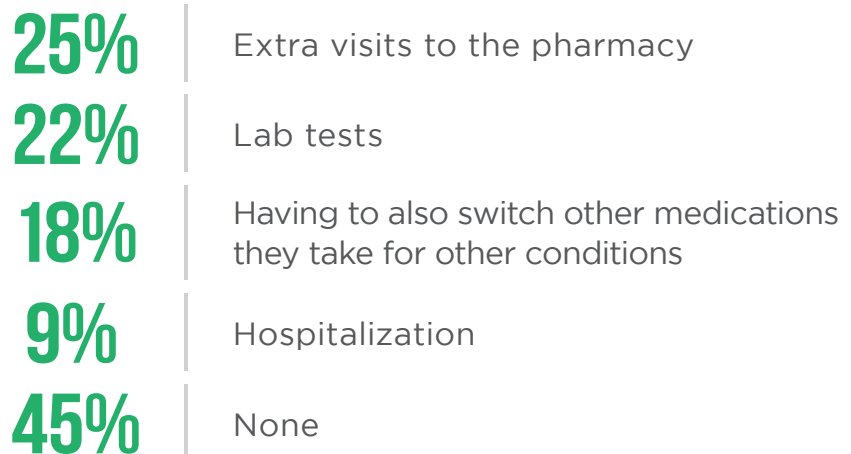 25% Extra visits to the pharmacy
22% Lab tests
18% Having to also switch other medications
they take for other conditions
9% Hospitalization
45% None